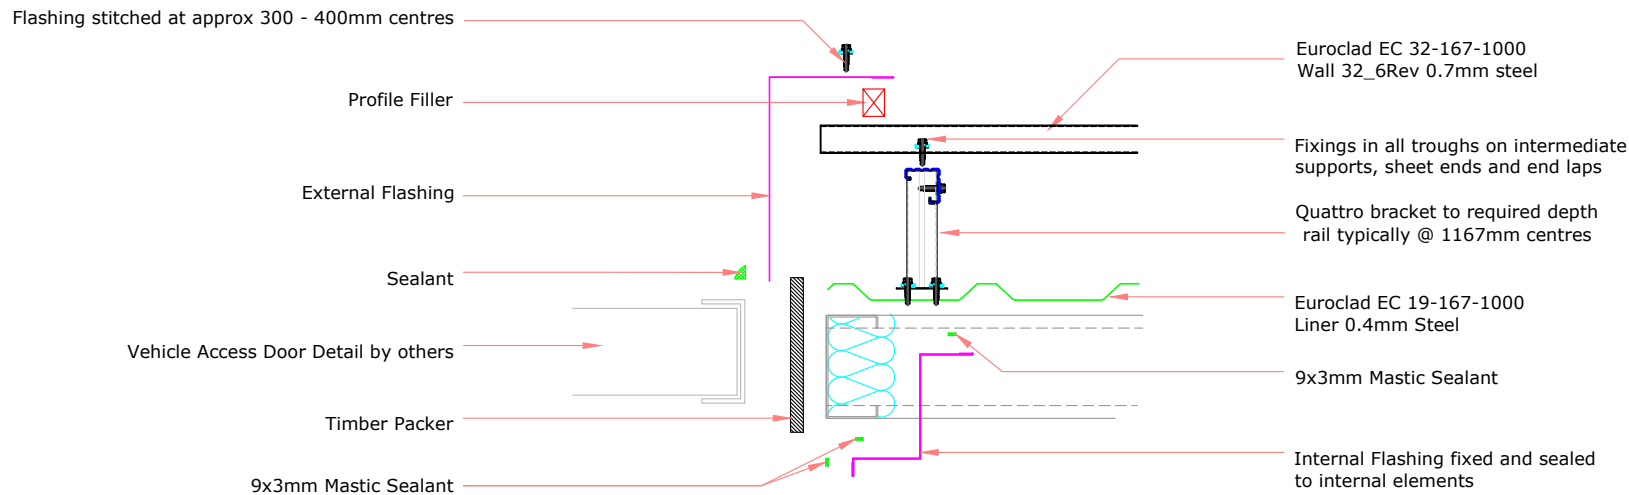 Flashing stitched at approx 300 - 400mm centres
Profile Filler
External Flashing
Sealant
Vehicle Access Door Detail by others
Timber Packer
9x3mm Mastic Sealant
Euroclad EC 32-167-1000
Wall 32_6Rev 0.7mm steel
Fixings in all troughs on intermediate
supports, sheet ends and end laps
Quattro bracket to required depth
rail typically @ 1167mm centres
Euroclad EC 19-167-1000
Liner 0.4mm Steel
9x3mm Mastic Sealant
Internal Flashing fixed and sealed
to internal elements